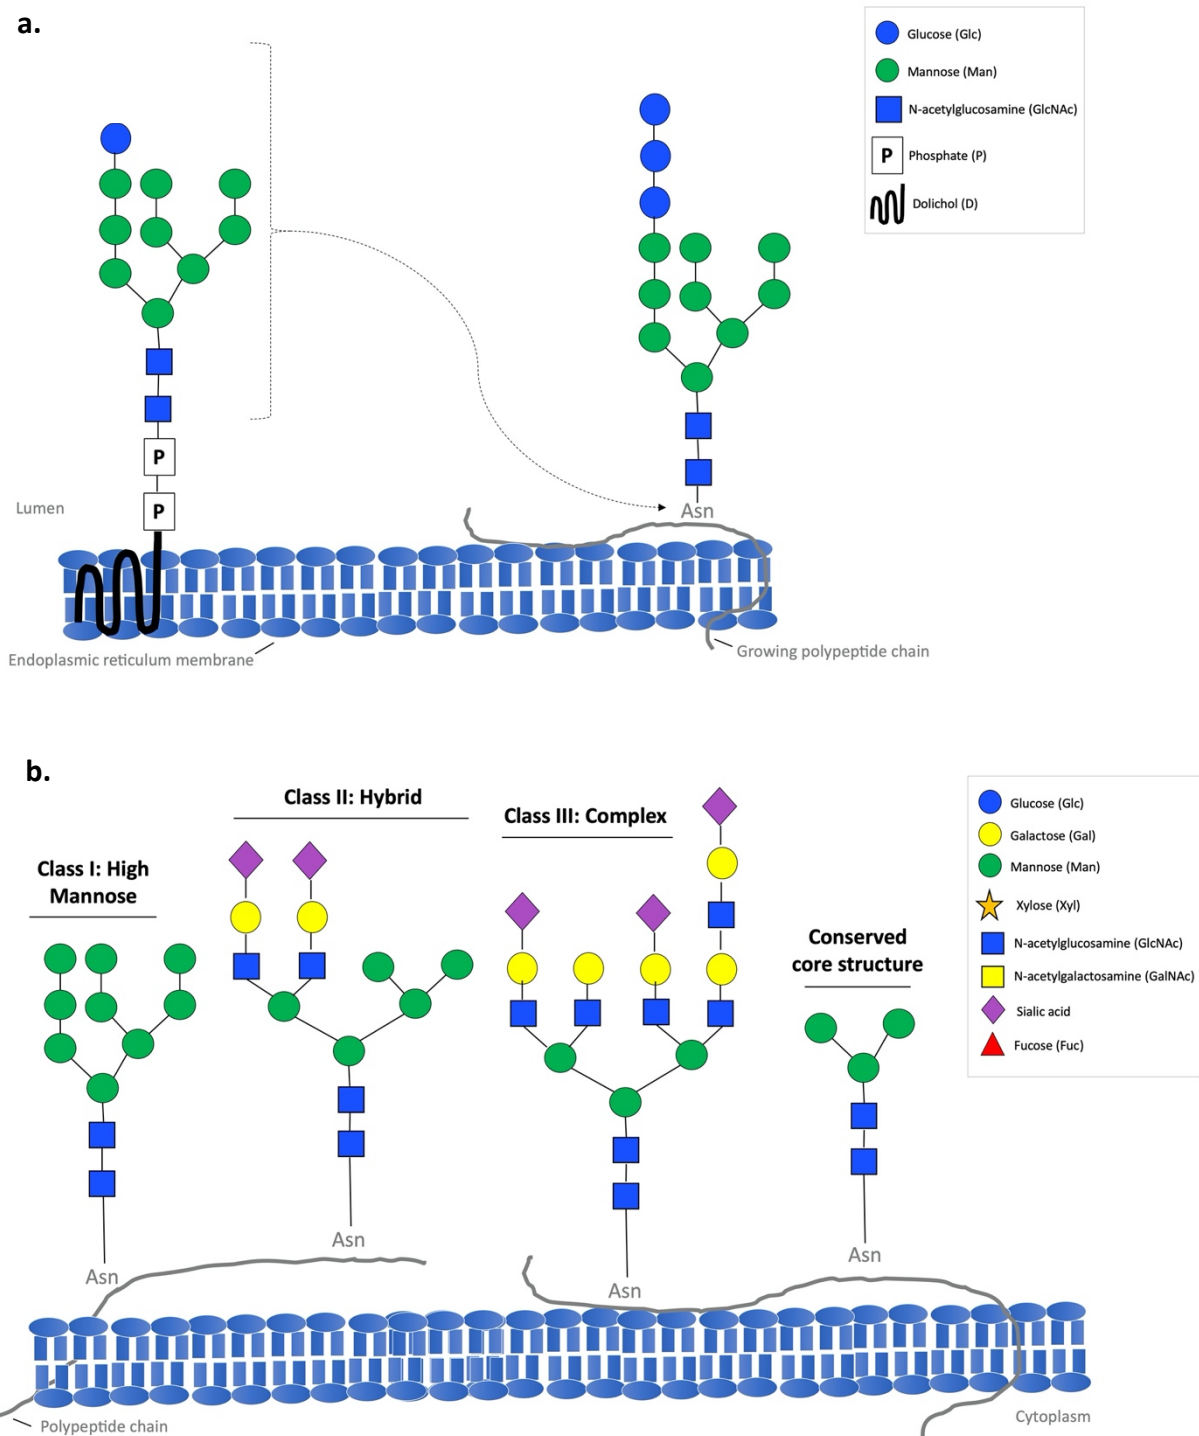 a.
Glucose (Glc)
Mannose (Man)
N-acetylglucosamine (GlcNAc)
P
Phosphate (P)
Dolichol (D)
P
P
Lumen
Asn
Endoplasmic reticulum membrane
Growing polypeptide chain
b.
Class I: High
Mannose
Class II: Hybrid
Class III: Complex
Conserved
core structure
Glucose (Glc)
Galactose (Gal)
Mannose (Man)
Xylose (Xyl)
N-acetylglucosamine (GlcNAc)
N-acetylgalactosamine (GalNAc)
Sialic acid
Fucose (Fuc)
Asn
Asn
Asn
Asn
Polypeptide chain
Cytoplasm